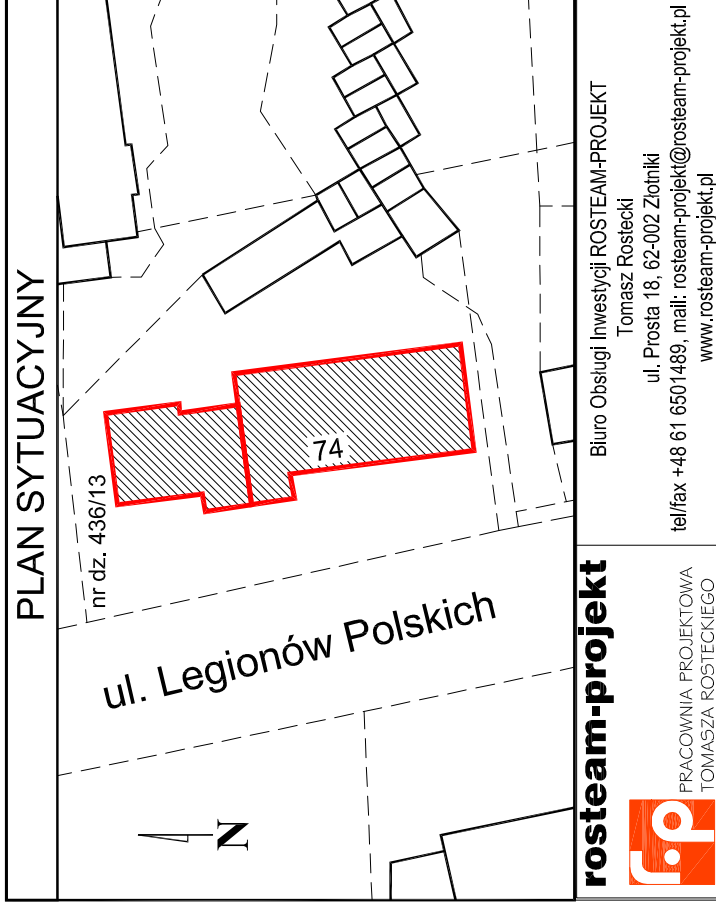 PLAN SYTUACYJNY
nr dz. 436/13
74
ul. Legionów Polskich
N
rosteam-projekt
PRACOWNIA PROJEKTOWA
TOMASZA ROSTECKIEGO
Biuro Obsługi Inwestycji ROSTEAM-PROJEKT
Tomasz Rostecki
ul. Prosta 18, 62-002 Złotniki
tel/fax +48 61 6501489, mail: rosteam-projekt@rosteam-projekt.pl
www.rosteam-projekt.pl